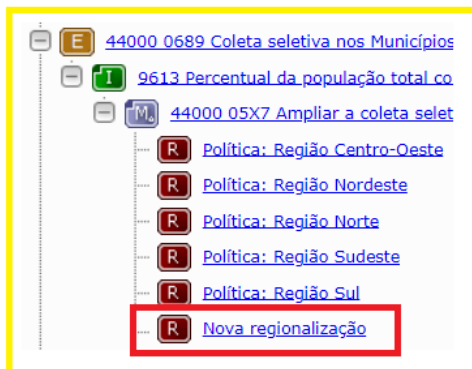 E 44000 0689 Coleta seletiva nos Municípios
I 9613 Percentual da população total co
M 44000 05X7 Ampliar a coleta selet
R Política: Região Centro-Oeste
R Política: Região Nordeste
R Política: Região Norte
R Política: Região Sudeste
R Política: Região Sul
R Nova regionalização